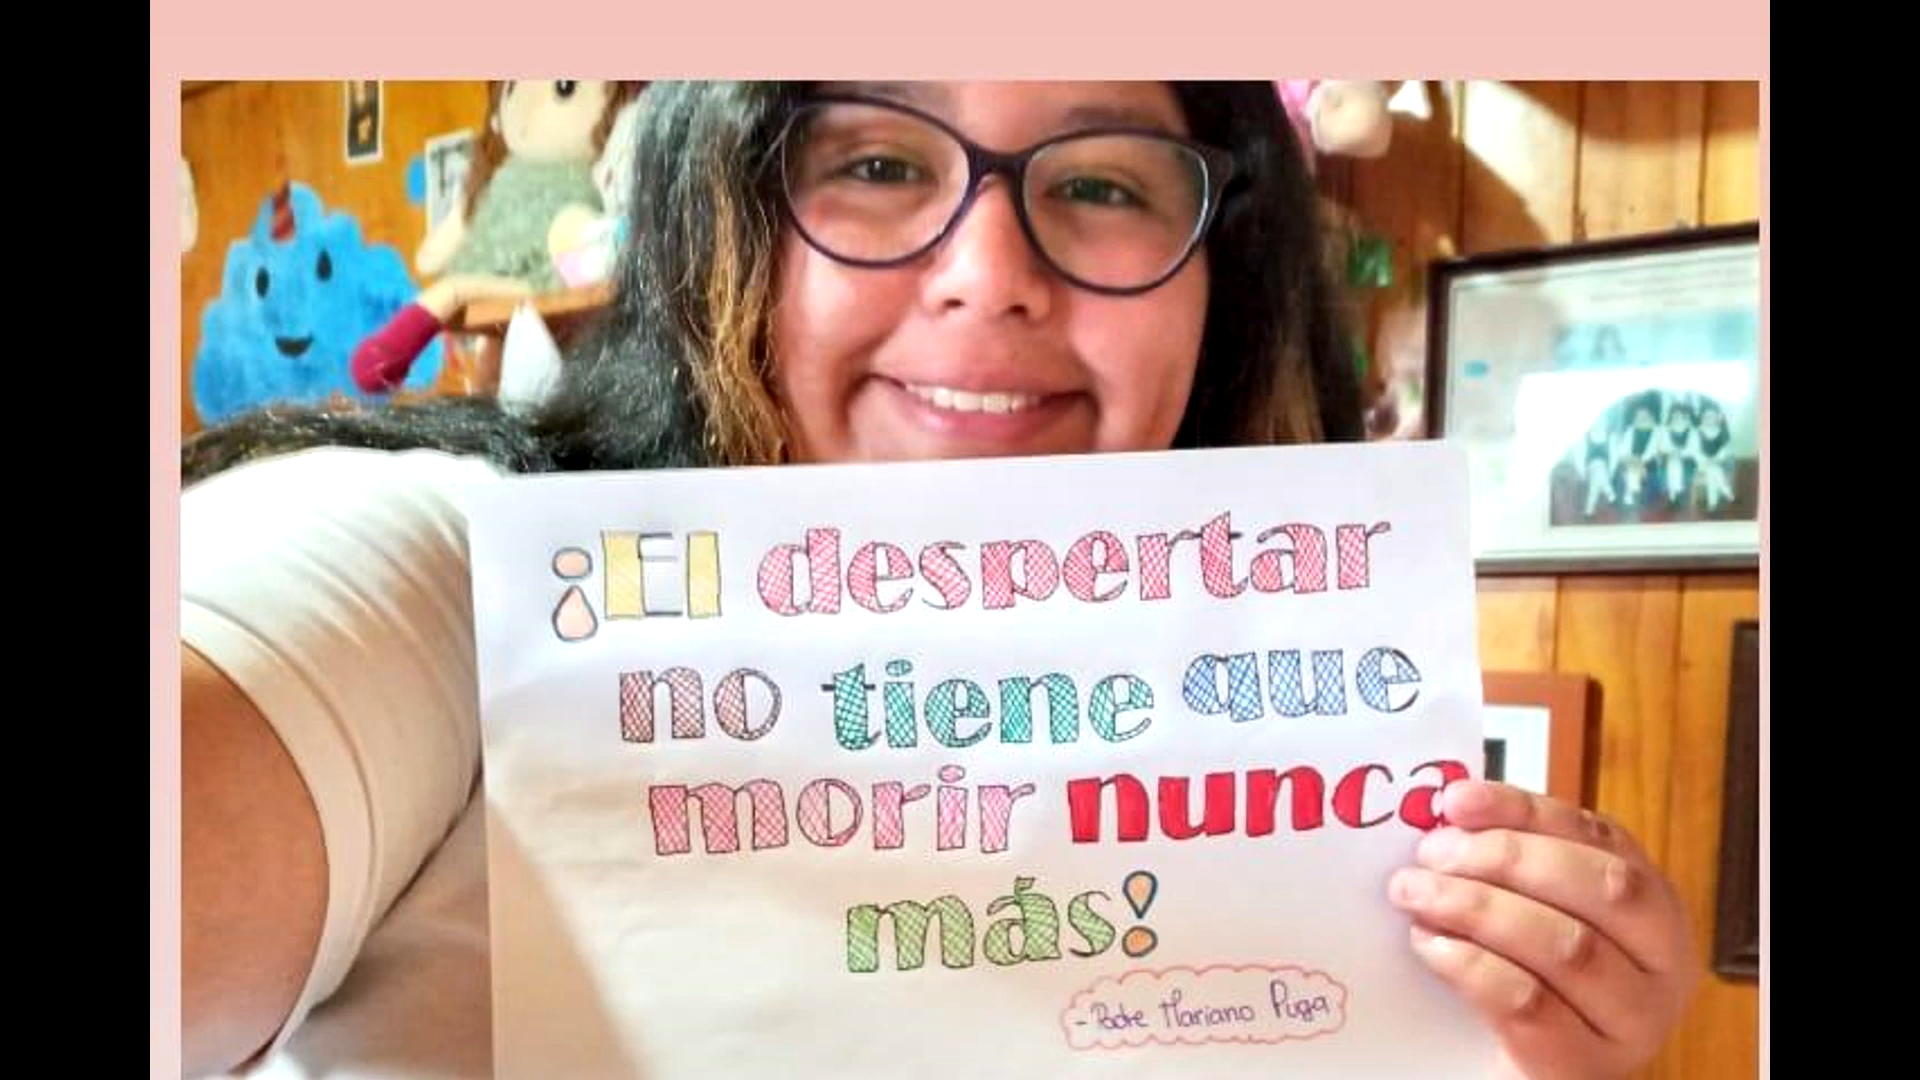 ¡El despertar
no tiene que
morir nunca
más!
- Padre Mariano Puga